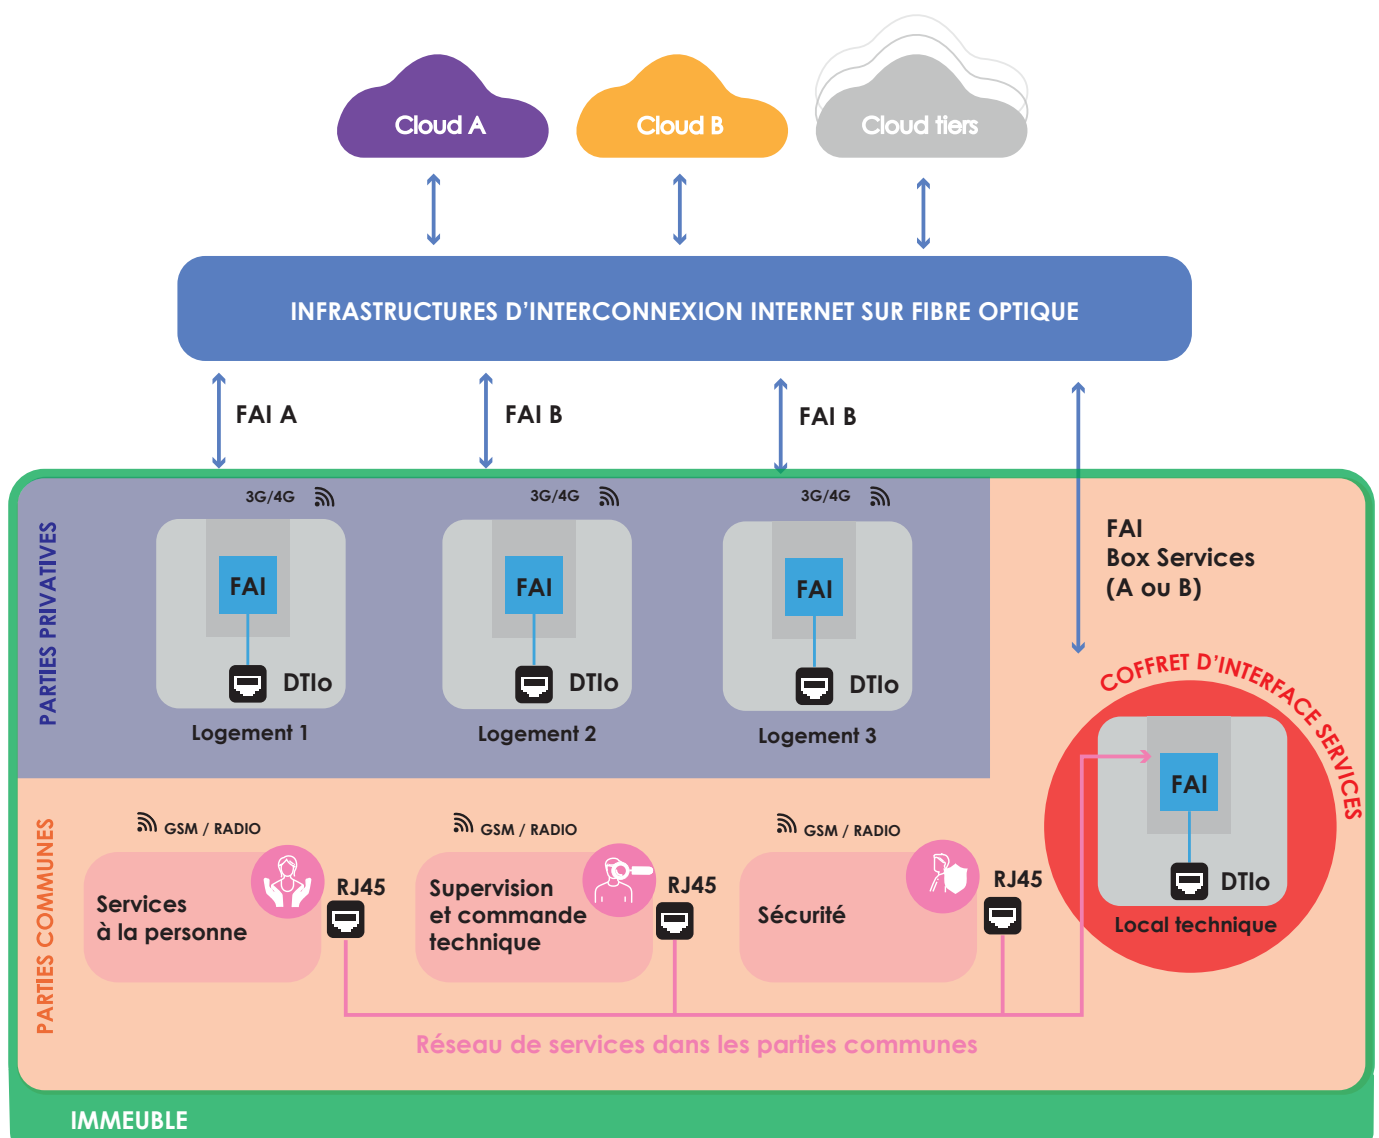 Cloud A
Cloud B
Cloud tiers
INFRASTRUCTURES D’INTERCONNEXION INTERNET SUR FIBRE OPTIQUE
FAI A
FAI B
FAI B
PARTIES PRIVATIVES
3G/4G
FAI
DTIo
Logement 1
3G/4G
FAI
DTIo
Logement 2
3G/4G
FAI
DTIo
Logement 3
FAI
Box Services
(A ou B)
COFFRET D’INTERFACE SERVICES
FAI
DTIo
Local technique
PARTIES COMMUNES
GSM / RADIO
Services
à la personne
RJ45
GSM / RADIO
Supervision
et commande
technique
RJ45
GSM / RADIO
Sécurité
RJ45
Réseau de services dans les parties communes
IMMEUBLE